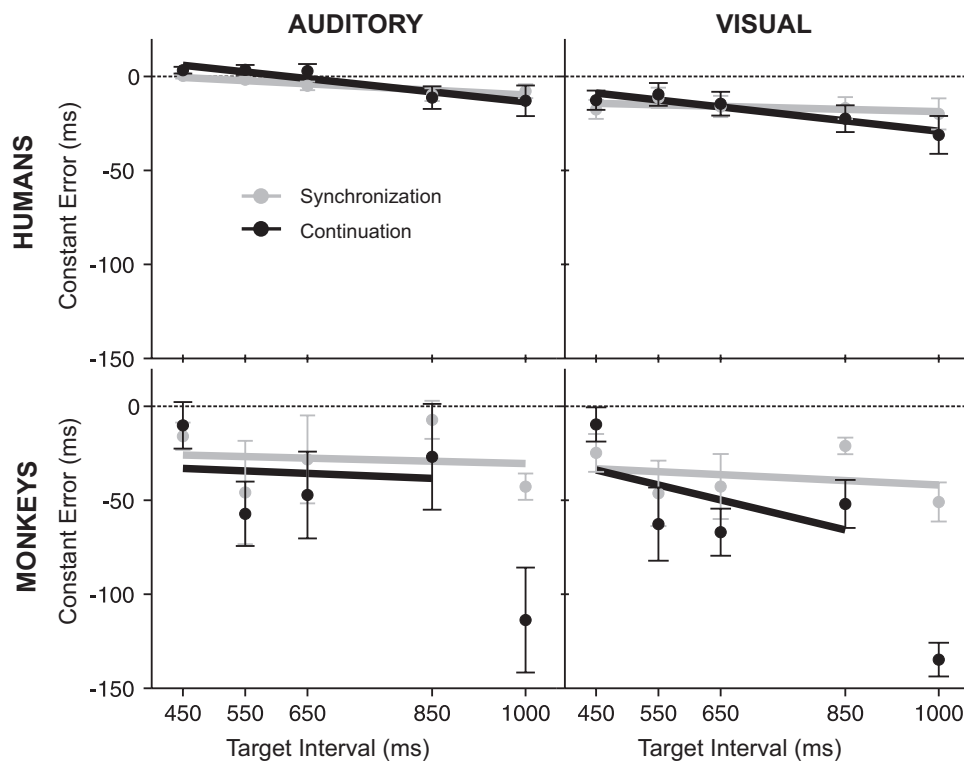 AUDITORY VISUAL
HUMANS
Constant Error (ms)
0
-50
-100
-150
Synchronization
Continuation
MONKEYS
Constant Error (ms)
0
-50
-100
-150
450 550 650 850 1000 450 550 650 850 1000
Target Interval (ms) Target Interval (ms)